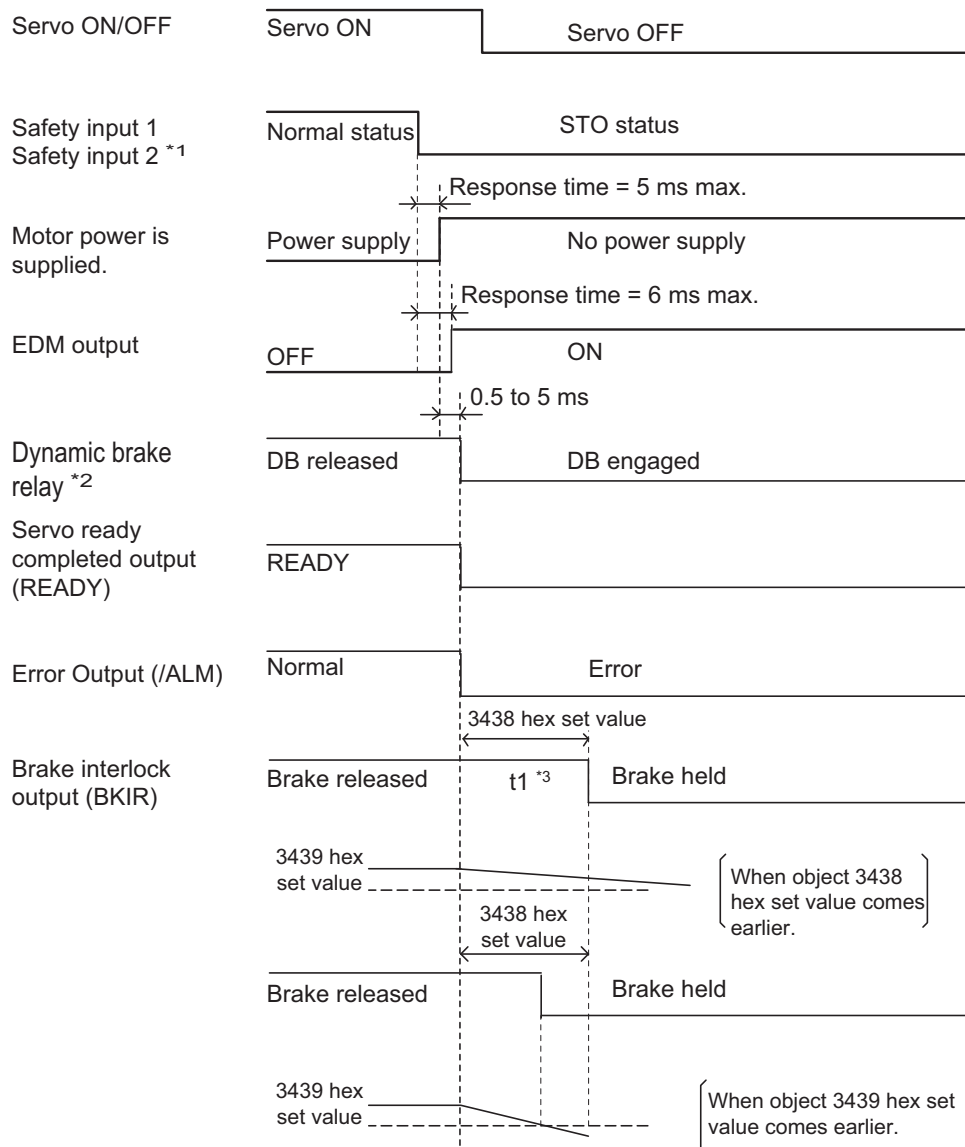 Servo ON/OFF
Servo ON
Servo OFF
Safety input 1
Safety input 2 *1
Normal status
STO status
Response time = 5 ms max.
Motor power is
supplied.
Power supply
No power supply
Response time = 6 ms max.
EDM output
OFF
ON
0.5 to 5 ms
Dynamic brake
relay *2
DB released
DB engaged
Servo ready
completed output
(READY)
READY
Error Output (/ALM)
Normal
Error
3438 hex set value
Brake interlock
output (BKIR)
Brake released
t1 *3
Brake held
3439 hex
set value
When object 3438
hex set value comes
earlier.
3438 hex
set value
Brake released
Brake held
3439 hex
set value
When object 3439 hex set
value comes earlier.